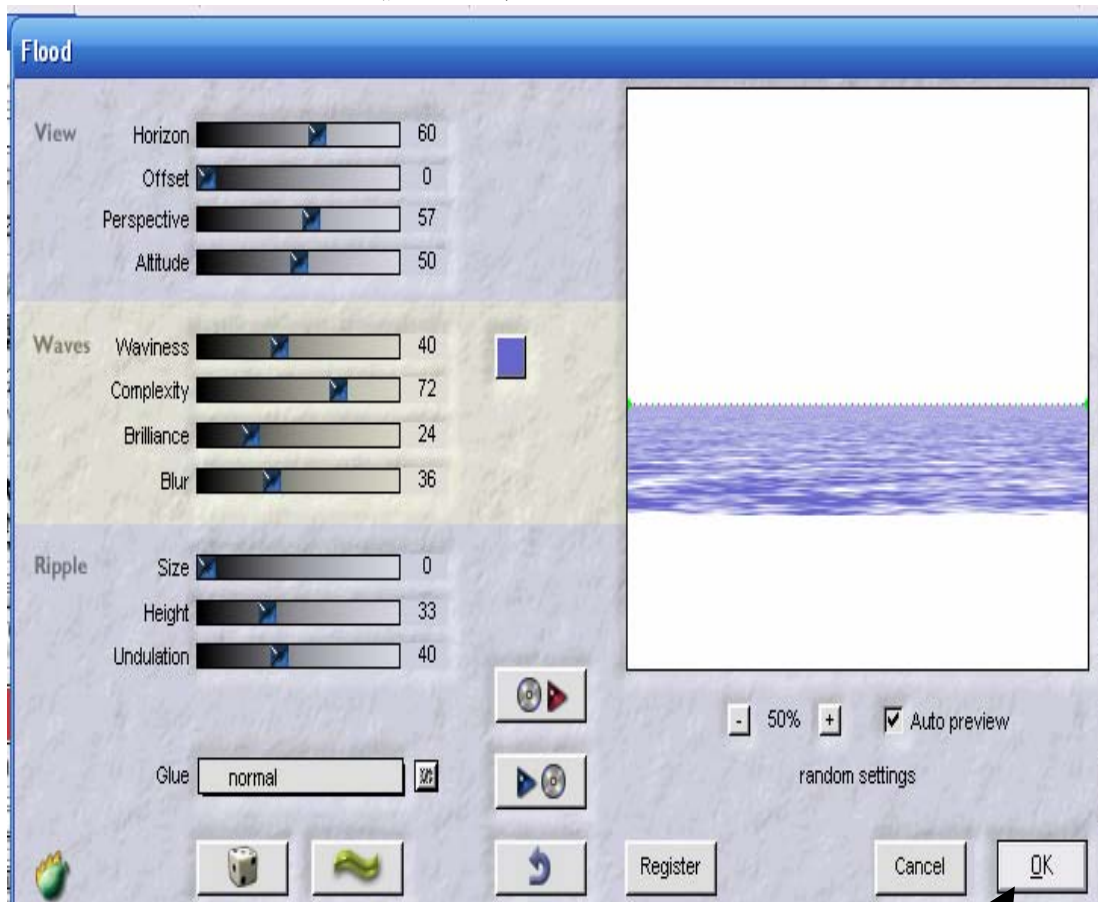 Flood
View
Horizon 60
Offset 0
Perspective 57
Altitude 50
Waves
Waviness 40
Complexity 72
Brilliance 24
Blur 36
Ripple
Size 0
Height 33
Undulation 40
- 50% + Auto preview
Glue normal
random settings
Register
Cancel
OK